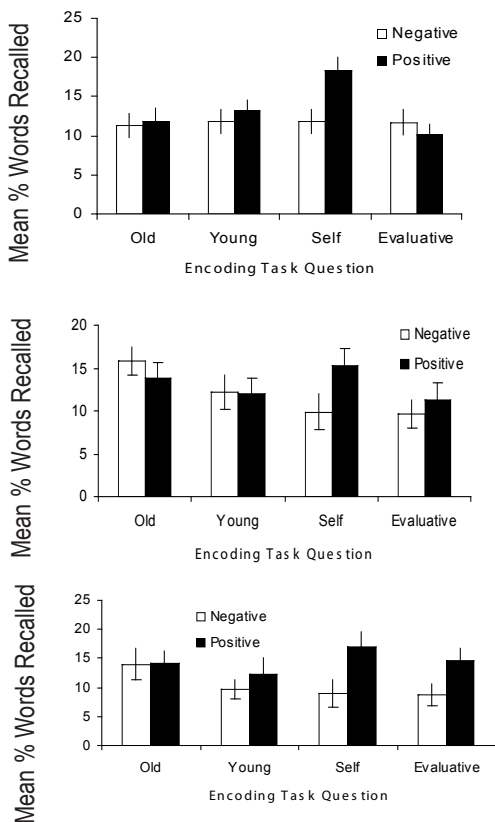 Mean % Words Recalled
25
20
15
10
5
0
Negative
Positive
Old Young Self Evaluative
Encoding Task Question
Mean % Words Recalled
20
15
10
5
0
Negative
Positive
Old Young Self Evaluative
Encoding Task Question
Mean % Words Recalled
25
20
15
10
5
0
Negative
Positive
Old Young Self Evaluative
Encoding Task Question